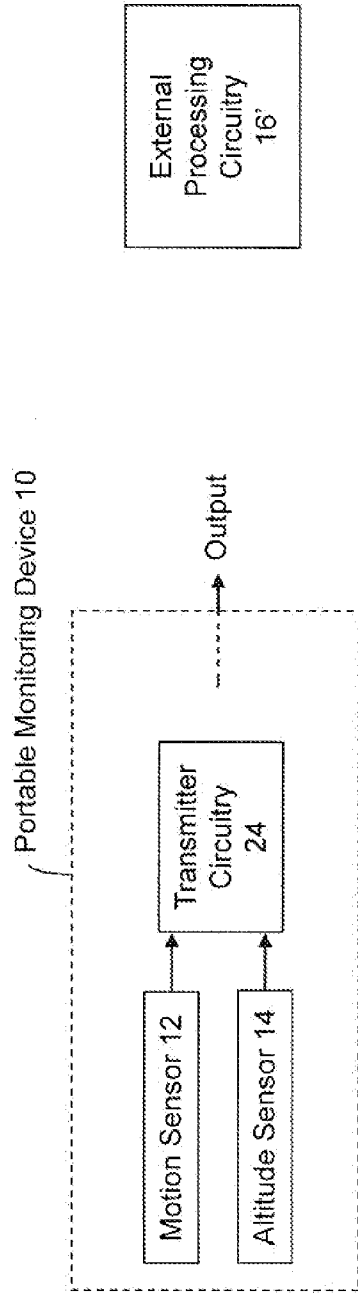 Portable Monitoring Device 10
Motion Sensor 12
Altitude Sensor 14
Transmitter
Circuitry
24
Output
External
Processing
Circuitry
16'